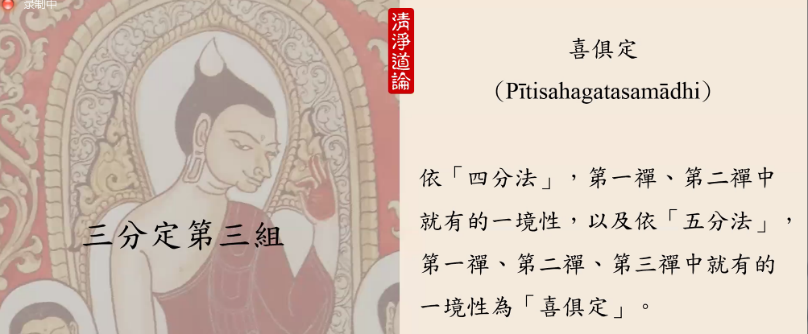 录制中
清淨道論
三分定第三組
喜俱定
（Pītisahagatasamādhi）
依「四分法」，第一禪、第二禪中
就有的一境性，以及依「五分法」，
第一禪、第二禪、第三禪中就有的
一境性為「喜俱定」。